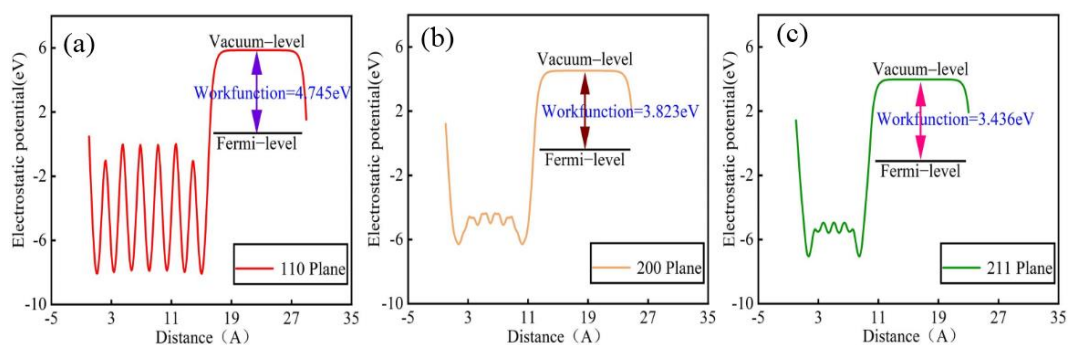 (a)
Electrostatic potential(eV)
6
2
-2
-6
-10
Vacuum-level
Workfunction=4.745eV
Fermi-level
110 Plane
-5
3
11
19
27
35
Distance (A)
(b)
Electrostatic potential(eV)
6
2
-2
-6
-10
Vacuum-level
Workfunction=3.823eV
Fermi-level
200 Plane
-5
3
11
19
27
35
Distance (A)
(c)
Electrostatic potential(eV)
6
2
-2
-6
-10
Vacuum-level
Workfunction=3.436eV
Fermi-level
211 Plane
-5
3
11
19
27
35
Distance (A)